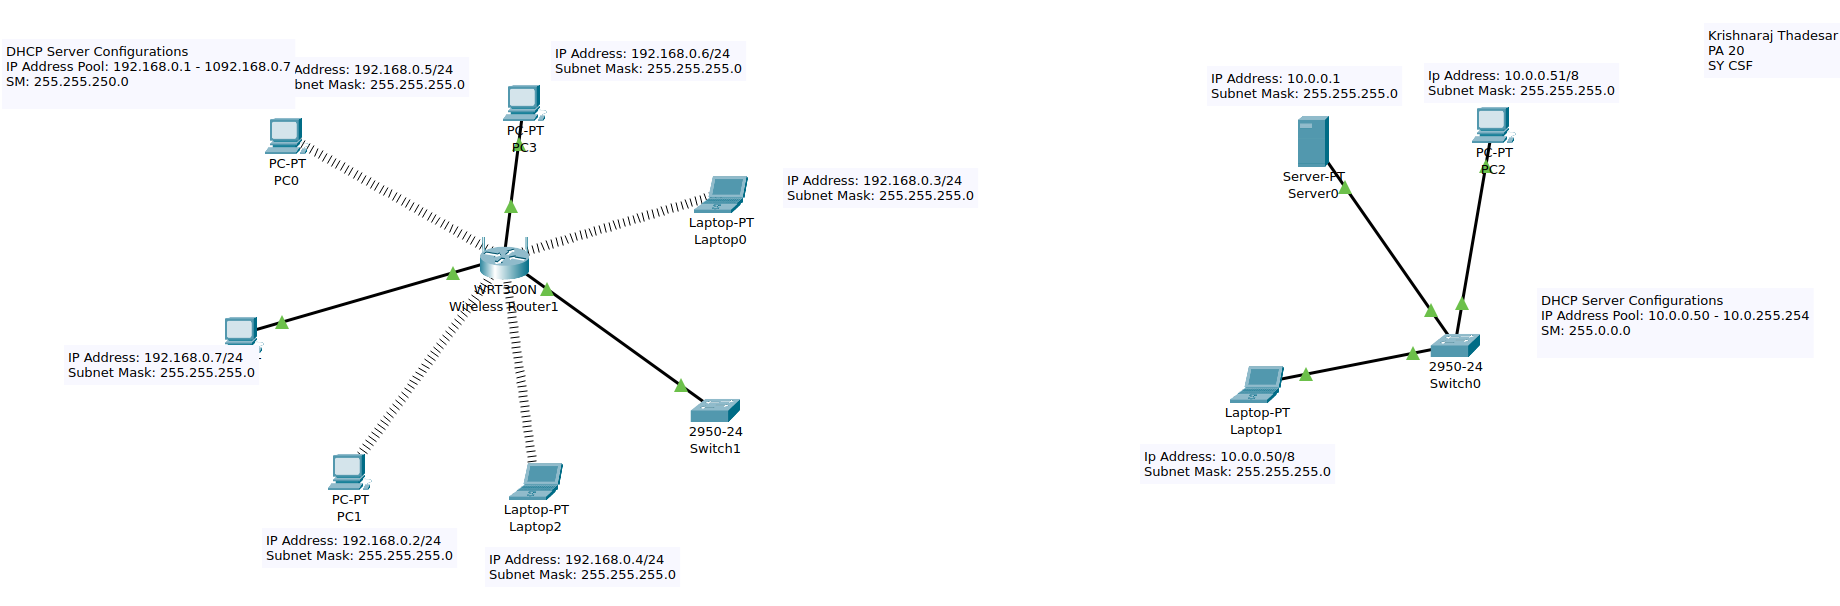 DHCP Server Configurations
IP Address Pool: 192.168.0.1 - 1092.168.0.7
SM: 255.255.250.0
Address: 192.168.0.5/24
bnet Mask: 255.255.255.0
IP Address: 192.168.0.6/24
Subnet Mask: 255.255.255.0
PC-PT
PC0
PC-PT
PC3
IP Address: 192.168.0.3/24
Subnet Mask: 255.255.255.0
Laptop-PT
Laptop0
WRT300N
Wireless Router1
IP Address: 192.168.0.7/24
Subnet Mask: 255.255.255.0
2950-24
Switch1
PC-PT
PC1
Laptop-PT
Laptop2
IP Address: 192.168.0.2/24
Subnet Mask: 255.255.255.0
IP Address: 192.168.0.4/24
Subnet Mask: 255.255.255.0
Krishnaraj Thadesar
PA 20
SY CSF
IP Address: 10.0.0.1
Subnet Mask: 255.255.255.0
Ip Address: 10.0.0.51/8
Subnet Mask: 255.255.255.0
Server-PT
Server0
PC-PT
PC2
DHCP Server Configurations
IP Address Pool: 10.0.0.50 - 10.0.255.254
SM: 255.0.0.0
2950-24
Switch0
Laptop-PT
Laptop1
Ip Address: 10.0.0.50/8
Subnet Mask: 255.255.255.0